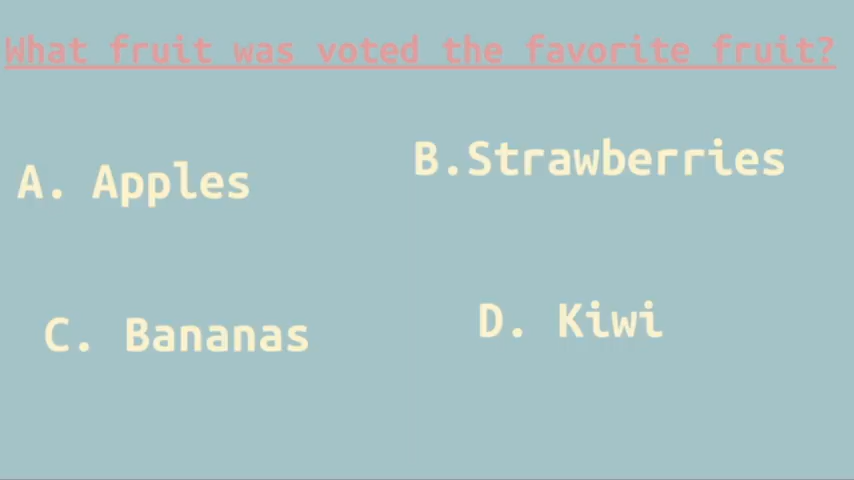 What fruit was voted the favorite fruit?
A. Apples
B.Strawberries
C. Bananas
D. Kiwi